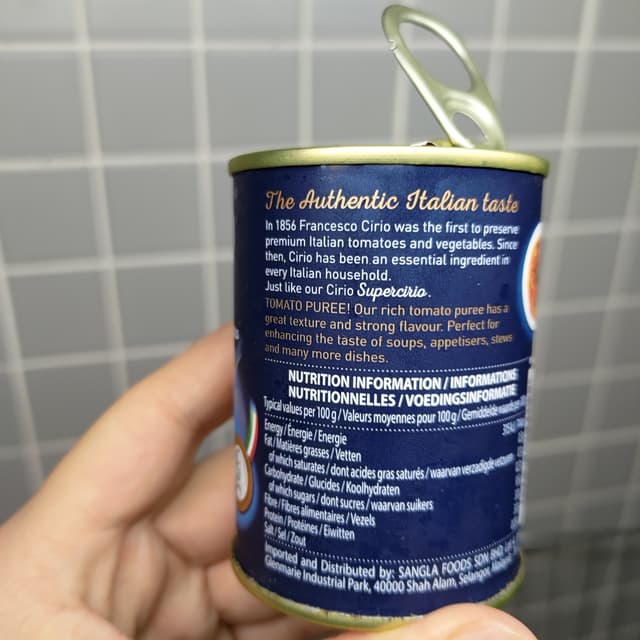 The Authentic Italian taste
In 1856 Francesco Cirio was the first to preserve
premium Italian tomatoes and vegetables. Since
then, Cirio has been an essential ingredient in
every Italian household.
Just like our Cirio Supercirio.
TOMATO PUREE! Our rich tomato puree has a
great texture and strong flavour. Perfect for
enhancing the taste of soups, appetisers, stews
and many more dishes.
NUTRITION INFORMATION / INFORMATIONS
NUTRITIONNELLES / VOEDINGSINFORMATIE
Typical values per 100 g / Valeurs moyennes pour 100 g / Gemiddelde
Energy / Énergie / Energie
Fat / Matières grasses / Vetten
of which saturates / dont acides gras saturés / waarvan verzadigde vetzuren
Carbohydrate / Glucides / Koolhydraten
of which sugars / dont sucres / waarvan suikers
Fibre / Fibres alimentaires / Vezels
Protein / Protéines / Eiwitten
Salt / Sel / Zout
Imported and Distributed by: SANGLA FOODS SDN BHD
Glenmarie Industrial Park, 40000 Shah Alam, Selangor,